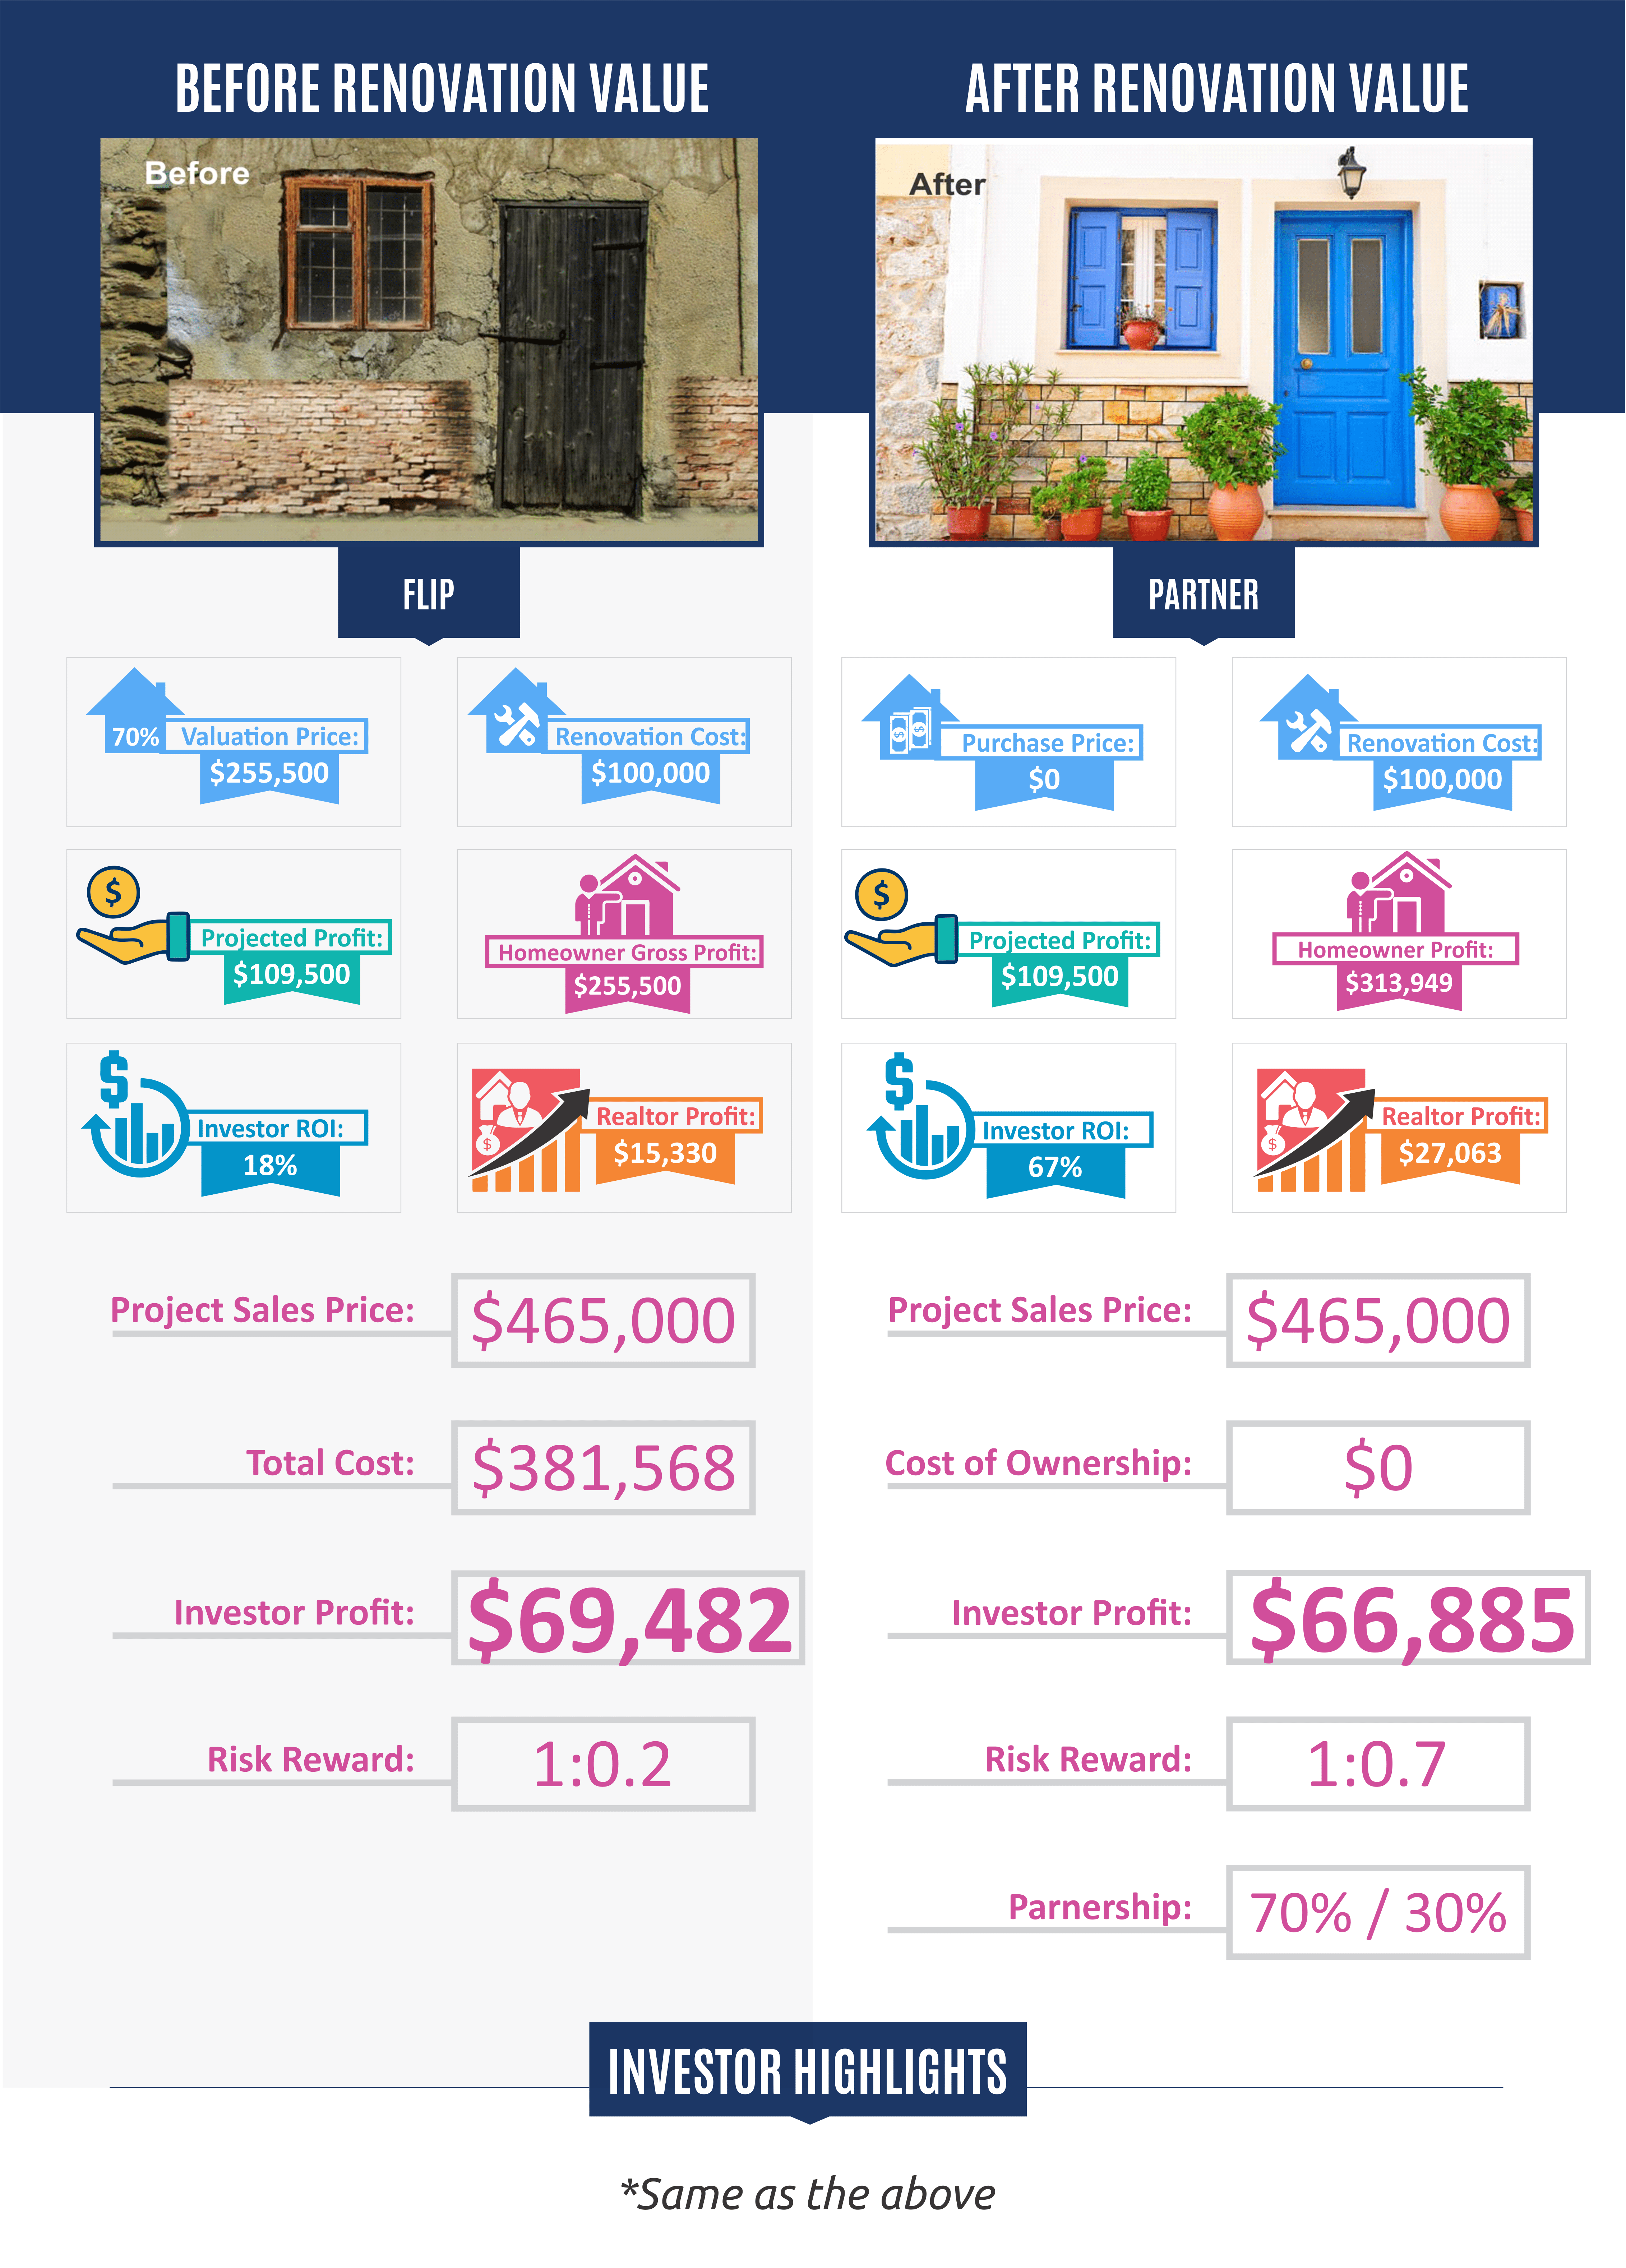 BEFORE RENOVATION VALUE
Before
FLIP
70% Valuation Price:
$255,500
Renovation Cost:
$100,000
$
Projected Profit:
$109,500
Homeowner Gross Profit:
$255,500
$
Investor ROI:
18%
$
Realtor Profit:
$15,330
Project Sales Price: $465,000
Total Cost: $381,568
Investor Profit: $69,482
Risk Reward: 1:0.2
AFTER RENOVATION VALUE
After
PARTNER
$ $
Purchase Price:
$0
Renovation Cost:
$100,000
$
Projected Profit:
$109,500
Homeowner Profit:
$313,949
$
Investor ROI:
67%
$
Realtor Profit:
$27,063
Project Sales Price: $465,000
Cost of Ownership: $0
Investor Profit: $66,885
Risk Reward: 1:0.7
Parnership: 70% / 30%
INVESTOR HIGHLIGHTS
*Same as the above